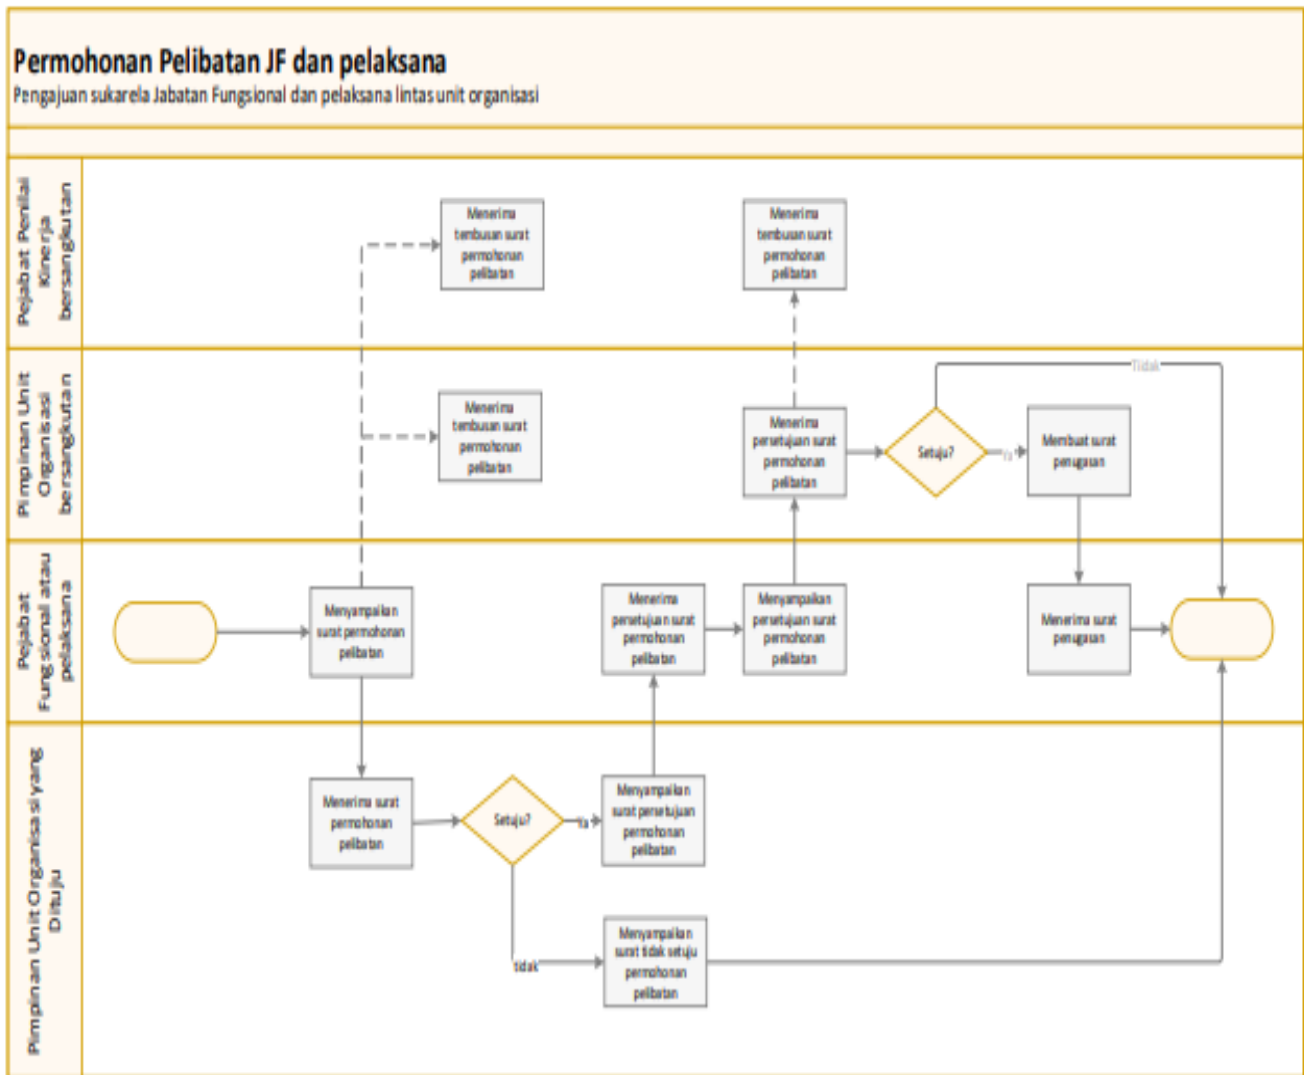 Permohonan Pelibatan JF dan pelaksana
Pengajuan sukarela Jabatan Fungsional dan pelaksana lintas unit organisasi
Pejabat Penilai
Kinerja
bersangkutan
Menerima
tembusan surat
permohonan
pelibatan
Menerima
tembusan surat
permohonan
pelibatan
Pimpinan Unit
Organisasi
bersangkutan
Menerima
tembusan surat
permohonan
pelibatan
Menerima
persetujuan surat
permohonan
pelibatan
Setuju?
Ya
Membuat surat
penugasan
Tiidak
Pejabat
Fungsional atau
pelaksana
Menyampaikan
surat permohonan
pelibatan
Menerima
persetujuan surat
permohonan
pelibatan
Menyampaikan
persetujuan surat
permohonan
pelibatan
Menerima surat
penugasan
Pimpinan Unit Organisasi yang
Dituju
Menerima surat
permohonan
pelibatan
Setuju?
Ya
Menyampaikan
surat persetujuan
permohonan
pelibatan
tidak
Menyampaikan
surat tidak setuju
permohonan
pelibatan